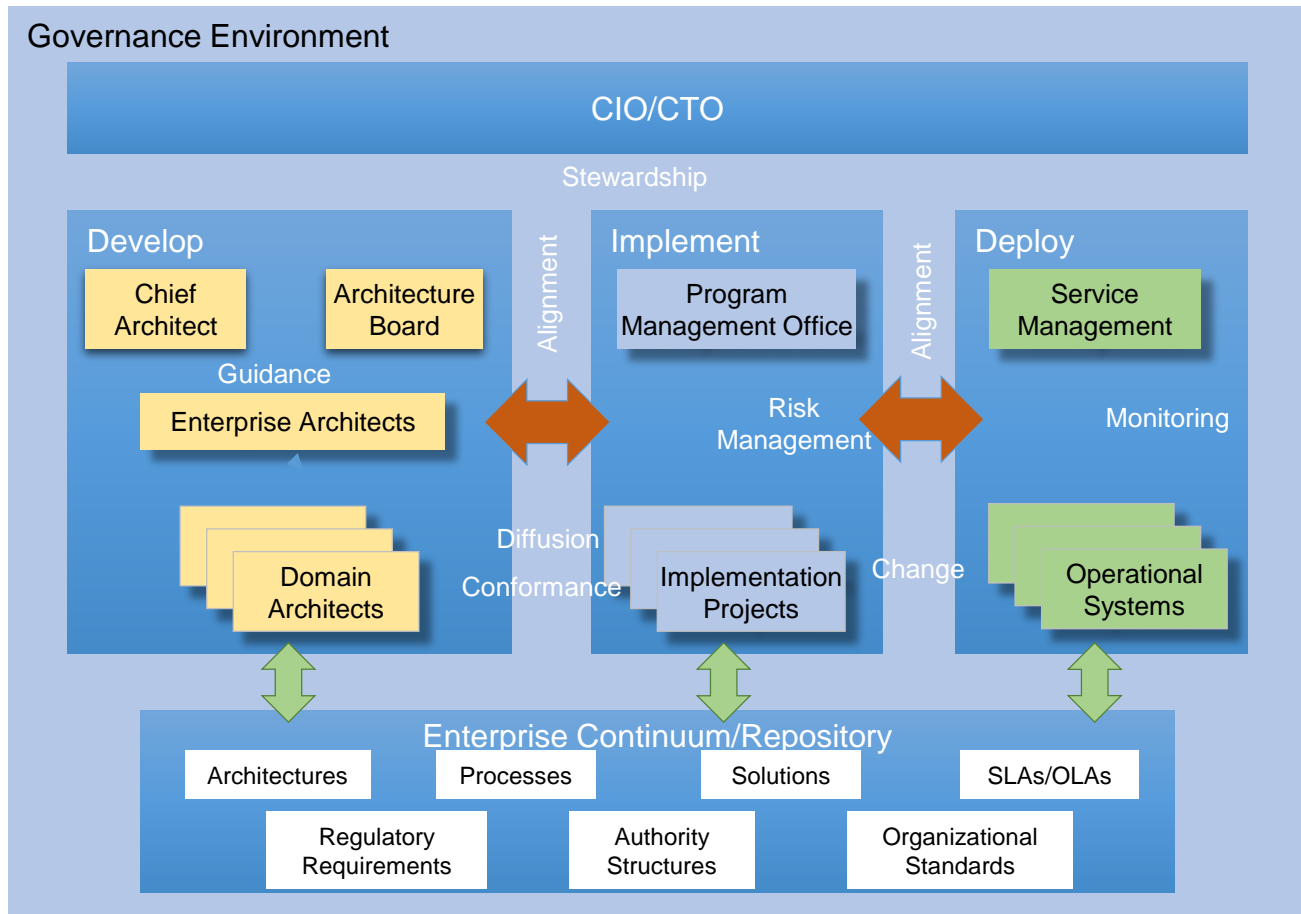 Governance Environment
CIO/CTO
Stewardship
Develop
Chief
Architect
Architecture
Board
Guidance
Enterprise Architects
Domain
Architects
Alignment
Diffusion
Conformance
Implement
Program
Management Office
Risk
Management
Implementation
Projects
Alignment
Change
Deploy
Service
Management
Monitoring
Operational
Systems
Enterprise Continuum/Repository
Architectures
Processes
Solutions
SLAs/OLAs
Regulatory
Requirements
Authority
Structures
Organizational
Standards